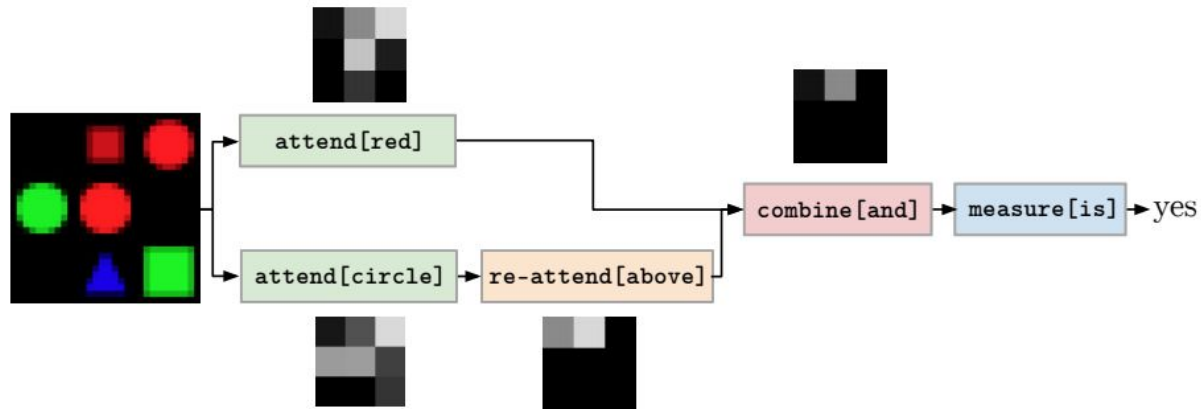 attend[red]
combine[and]
measure[is]
yes
attend[circle]
re-attend[above]